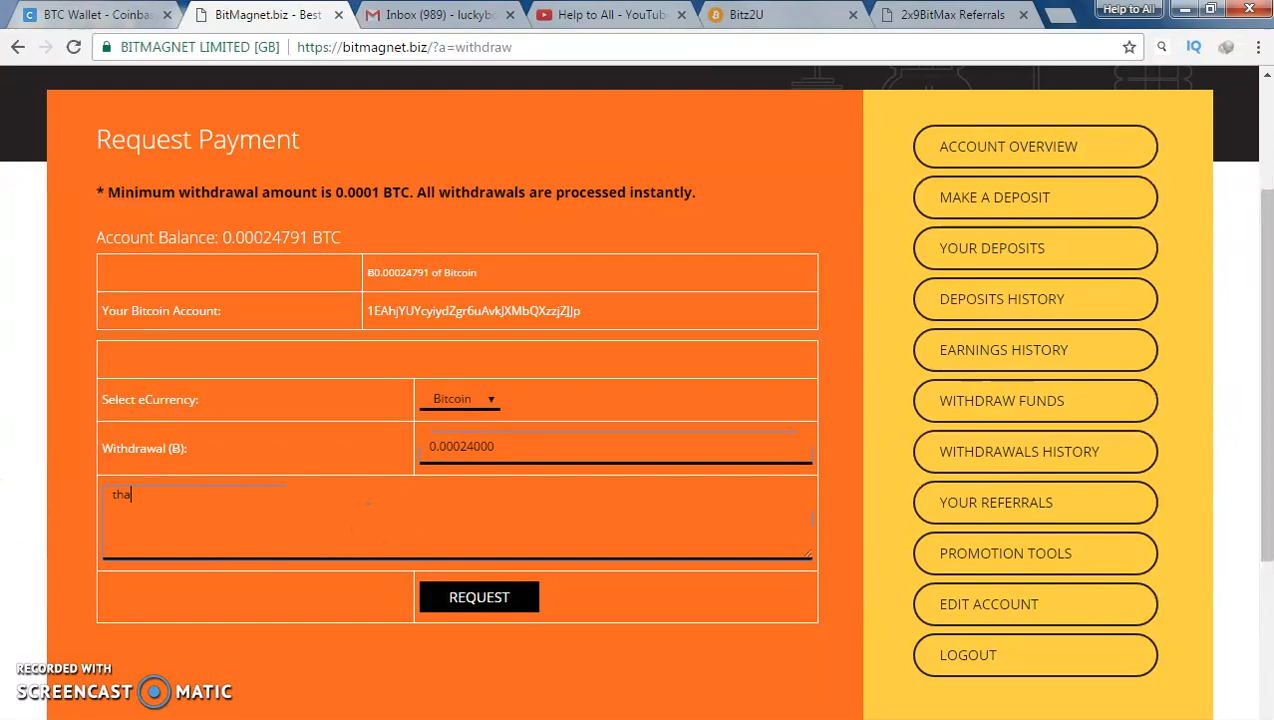 BTC Wallet - Coinbas
BitMagnet.biz - Best
Inbox (989) - luckybo
Help to All - YouTub
Bitz2U
2x9BitMax Referrals
Help to All
BITMAGNET LIMITED [GB]
https://bitmagnet.biz/?a=withdraw
IQ
Request Payment
* Minimum withdrawal amount is 0.0001 BTC. All withdrawals are processed instantly.
Account Balance: 0.00024791 BTC
Ƀ0.00024791 of Bitcoin
Your Bitcoin Account:
1EAhjYUYcyiydZgr6uAvkJXMbQXzzjZJJp
Select eCurrency:
Bitcoin
Withdrawal (Ƀ):
0.00024000
tha
REQUEST
ACCOUNT OVERVIEW
MAKE A DEPOSIT
YOUR DEPOSITS
DEPOSITS HISTORY
EARNINGS HISTORY
WITHDRAW FUNDS
WITHDRAWALS HISTORY
YOUR REFERRALS
PROMOTION TOOLS
EDIT ACCOUNT
LOGOUT
RECORDED WITH
SCREENCAST MATIC